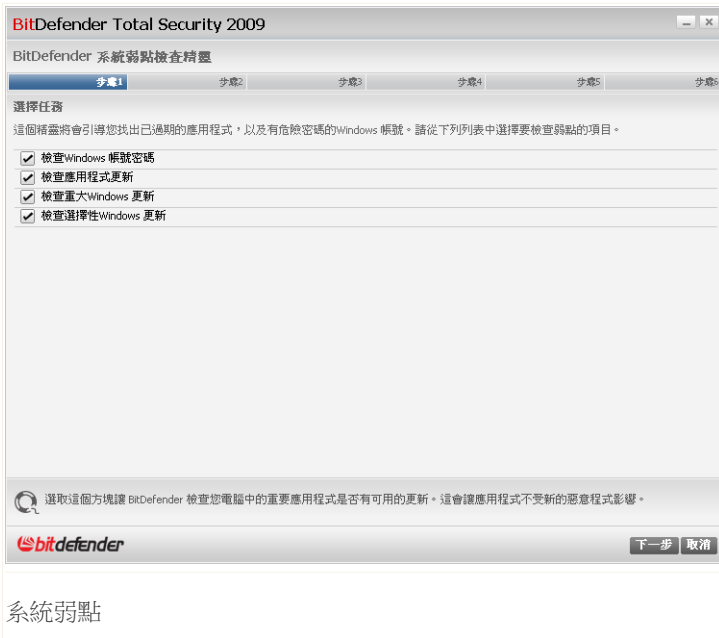 BitDefender Total Security 2009
BitDefender 系統弱點檢查精靈
步驟1 步驟2 步驟3 步驟4 步驟5 步驟6
選擇任務
這個精靈將會引導您找出已過期的應用程式，以及有危險密碼的Windows 帳號。請從下列列表中選擇要檢查弱點的項目。
檢查Windows 帳號密碼
檢查應用程式更新
檢查重大Windows 更新
檢查選擇性Windows 更新
選取這個方塊讓 BitDefender 檢查您電腦中的重要應用程式是否有可用的更新。這會讓應用程式不受新的惡意程式影響。
bitdefender
下一步 取消
系統弱點